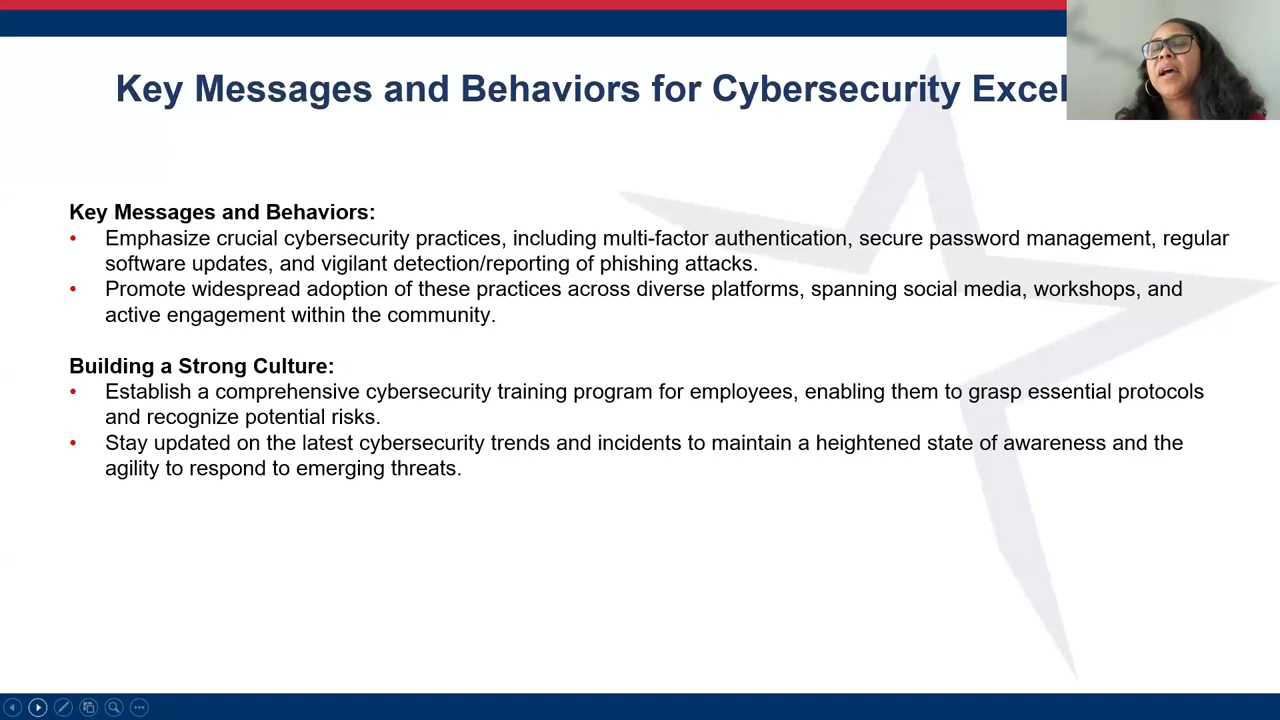 Key Messages and Behaviors for Cybersecurity Excel
Key Messages and Behaviors:
• Emphasize crucial cybersecurity practices, including multi-factor authentication, secure password management, regular
software updates, and vigilant detection/reporting of phishing attacks.
• Promote widespread adoption of these practices across diverse platforms, spanning social media, workshops, and
active engagement within the community.
Building a Strong Culture:
• Establish a comprehensive cybersecurity training program for employees, enabling them to grasp essential protocols
and recognize potential risks.
• Stay updated on the latest cybersecurity trends and incidents to maintain a heightened state of awareness and the
agility to respond to emerging threats.